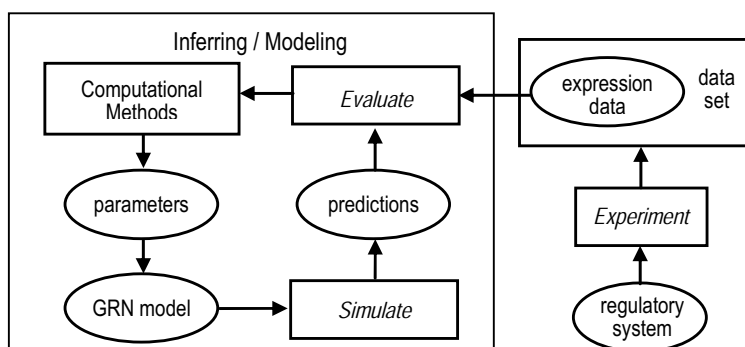 Inferring / Modeling
Computational
Methods
Evaluate
expression
data
data
set
parameters
predictions
Experiment
GRN model
Simulate
regulatory
system